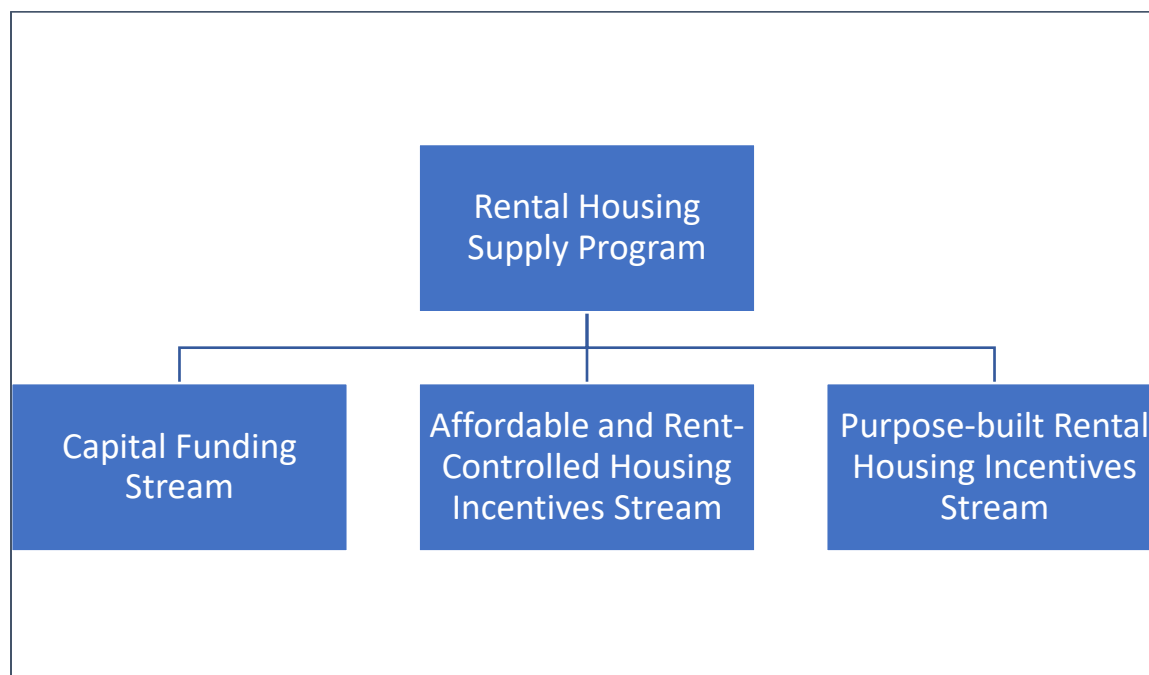 Rental Housing
Supply Program
Capital Funding
Stream
Affordable and Rent-
Controlled Housing
Incentives Stream
Purpose-built Rental
Housing Incentives
Stream